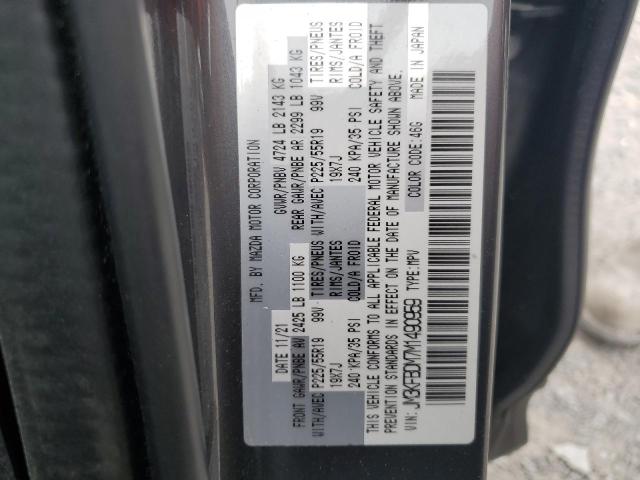 MFD. BY MAZDA MOTOR CORPORATION
DATE 11/21 GVWR/PNBV 4724 LB 2143 KG
FRONT GAWR/PNBE AV 2425 LB 1100 KG REAR GAWR/PNBE AR 2299 LB 1043 KG
WITH/AVEC P225/55R19 99V TIRES/PNEUS WITH/AVEC P225/55R19 99V TIRES/PNEUS
19X7J RIMS/JANTES 19X7J RIMS/JANTES
240 KPA/35 PSI COLD/A FROID 240 KPA/35 PSI COLD/A FROID
THIS VEHICLE CONFORMS TO ALL APPLICABLE FEDERAL MOTOR VEHICLE SAFETY AND THEFT
PREVENTION STANDARDS IN EFFECT ON THE DATE OF MANUFACTURE SHOWN ABOVE.
COLOR CODE: 46G MADE IN JAPAN
VIN: JM3KFBDM7M1490959 TYPE: MPV